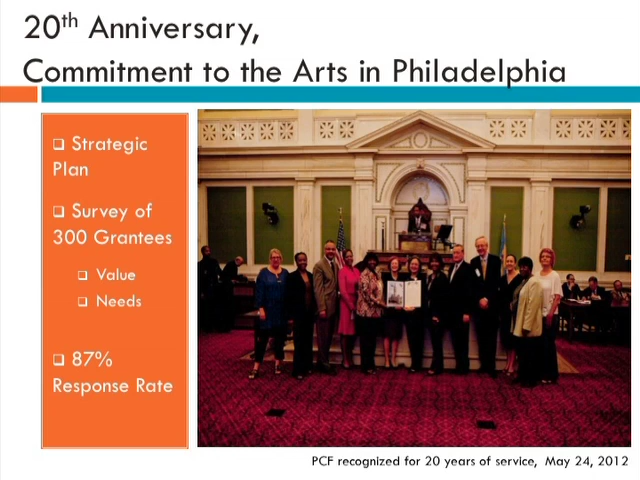 20th Anniversary,
Commitment to the Arts in Philadelphia
❑ Strategic
Plan
❑ Survey of
300 Grantees
❑ Value
❑ Needs
❑ 87%
Response Rate
PCF recognized for 20 years of service, May 24, 2012